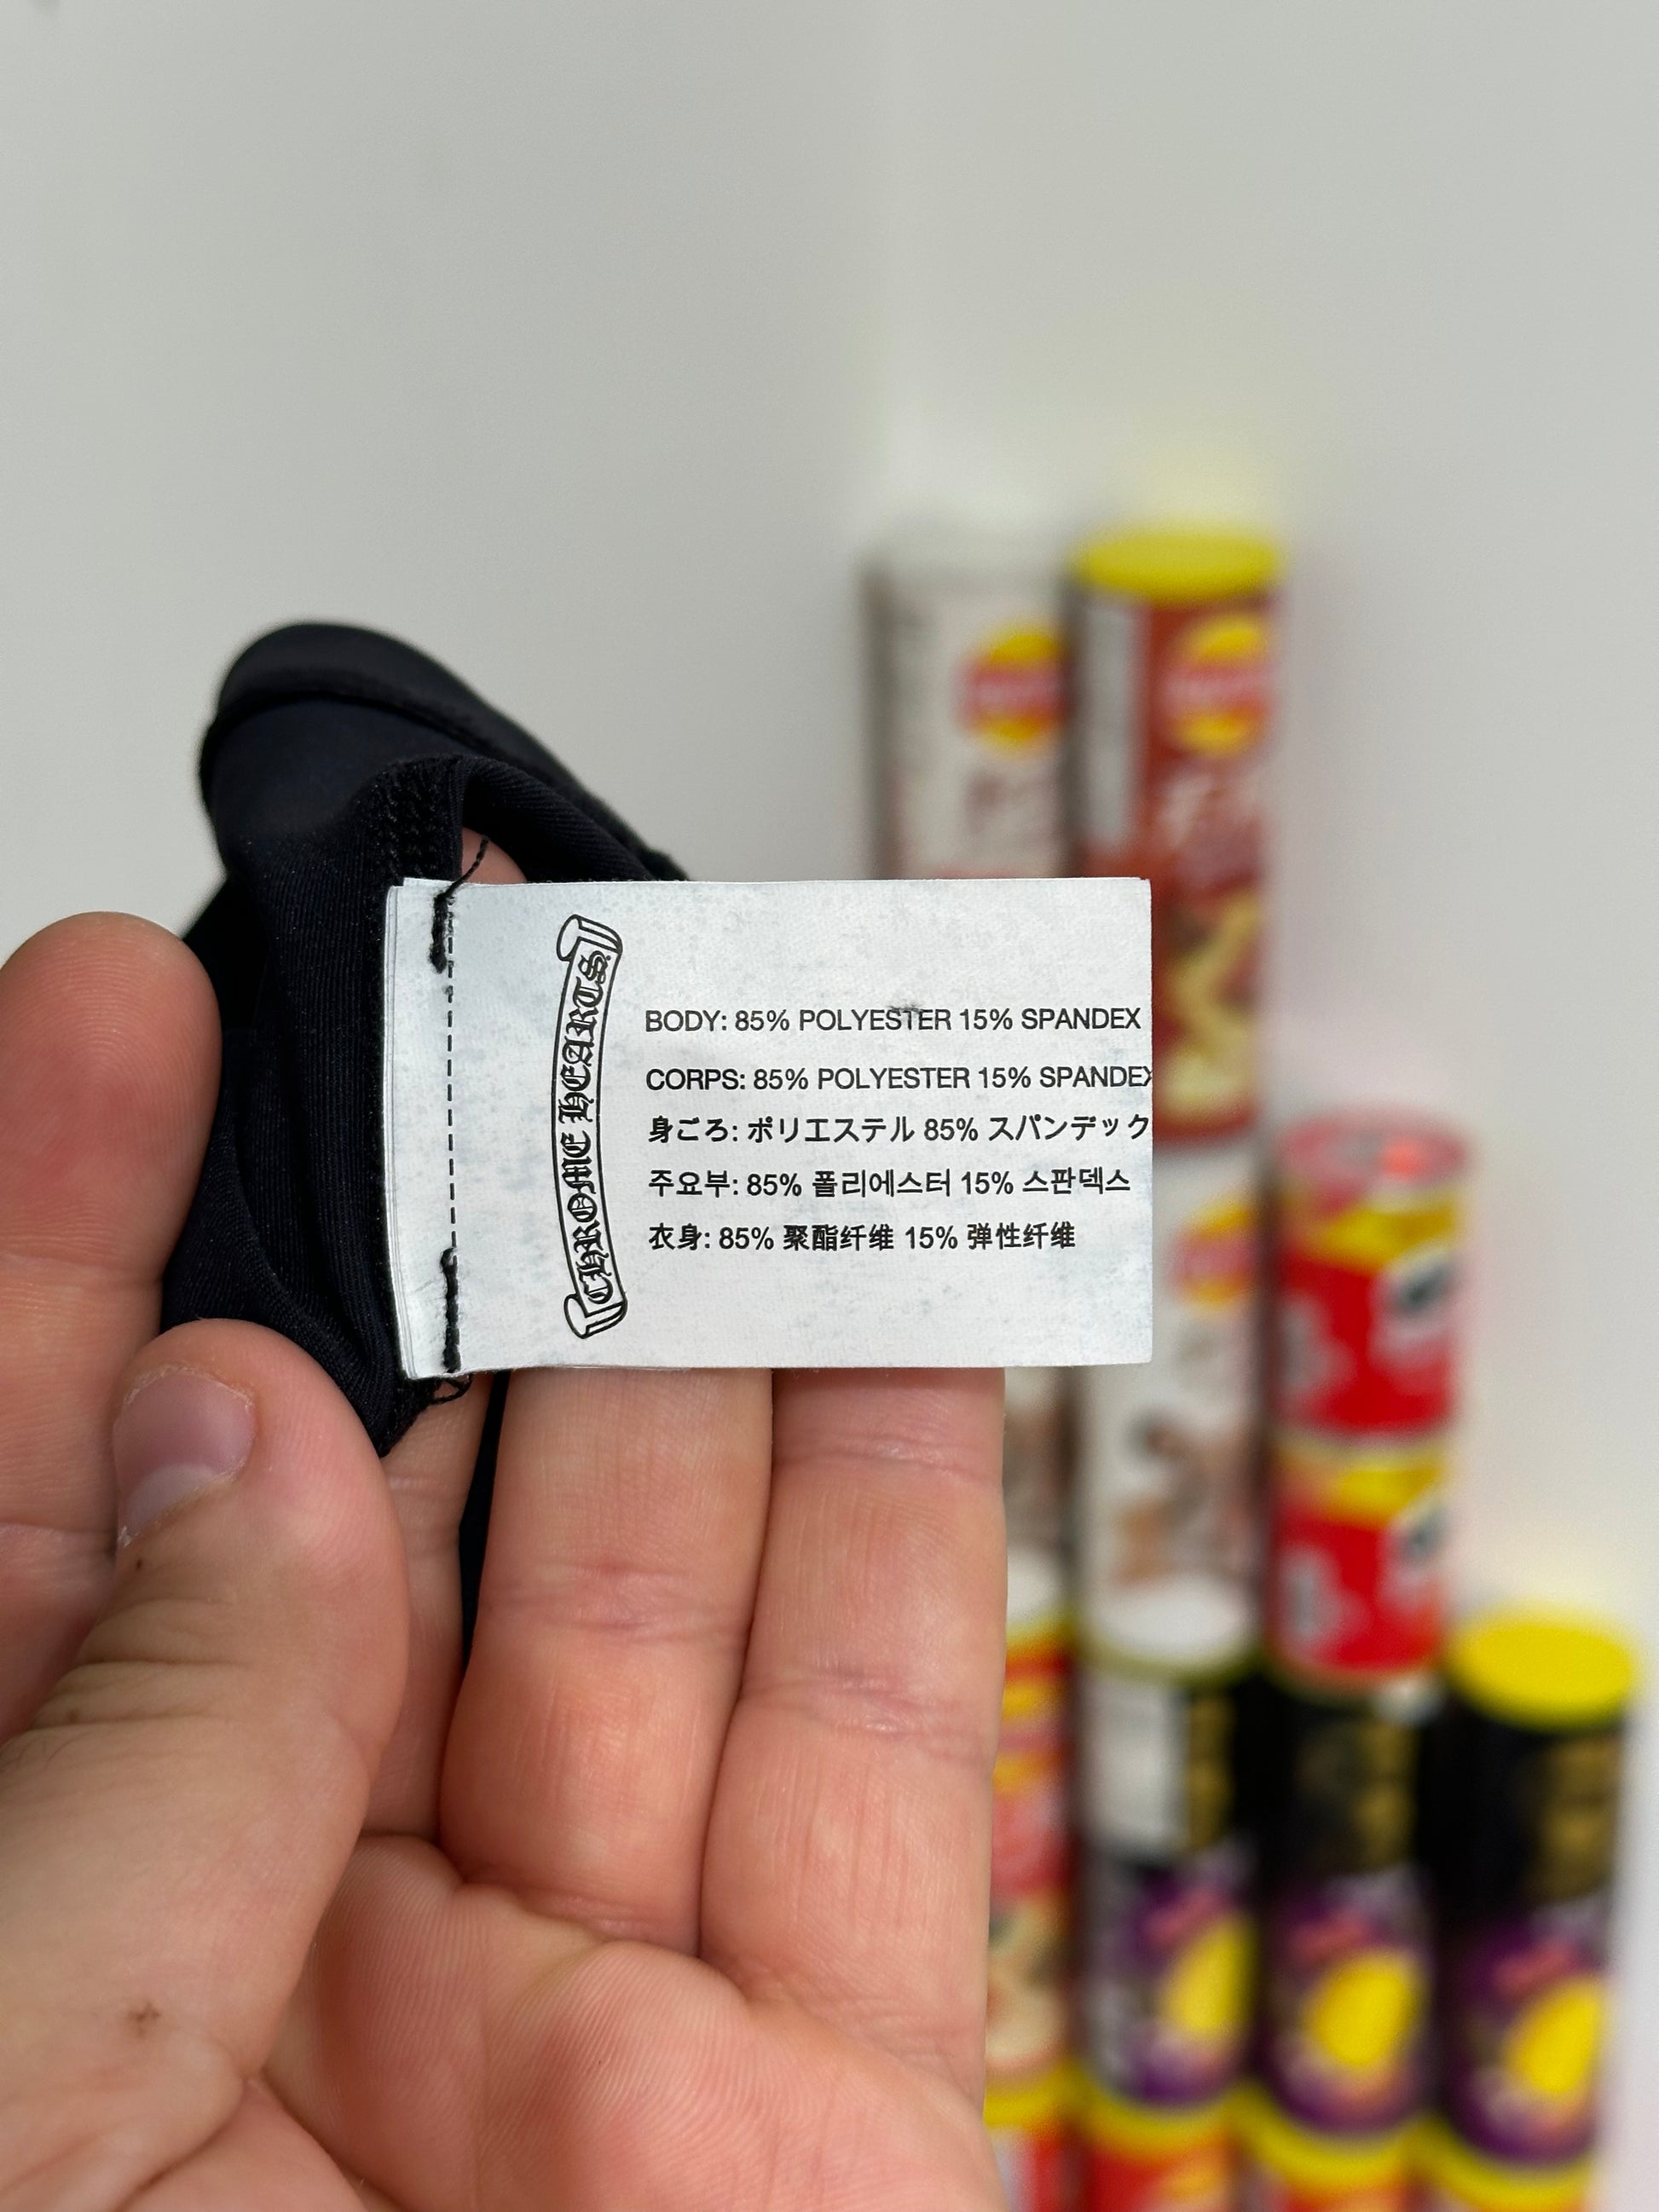 CHROME HEARTS
BODY: 85% POLYESTER 15% SPANDEX
CORPS: 85% POLYESTER 15% SPANDEX
身ごろ: ポリエステル 85% スパンデック
주요부: 85% 폴리에스터 15% 스판덱스
衣身: 85% 聚酯纤维 15% 弹性纤维